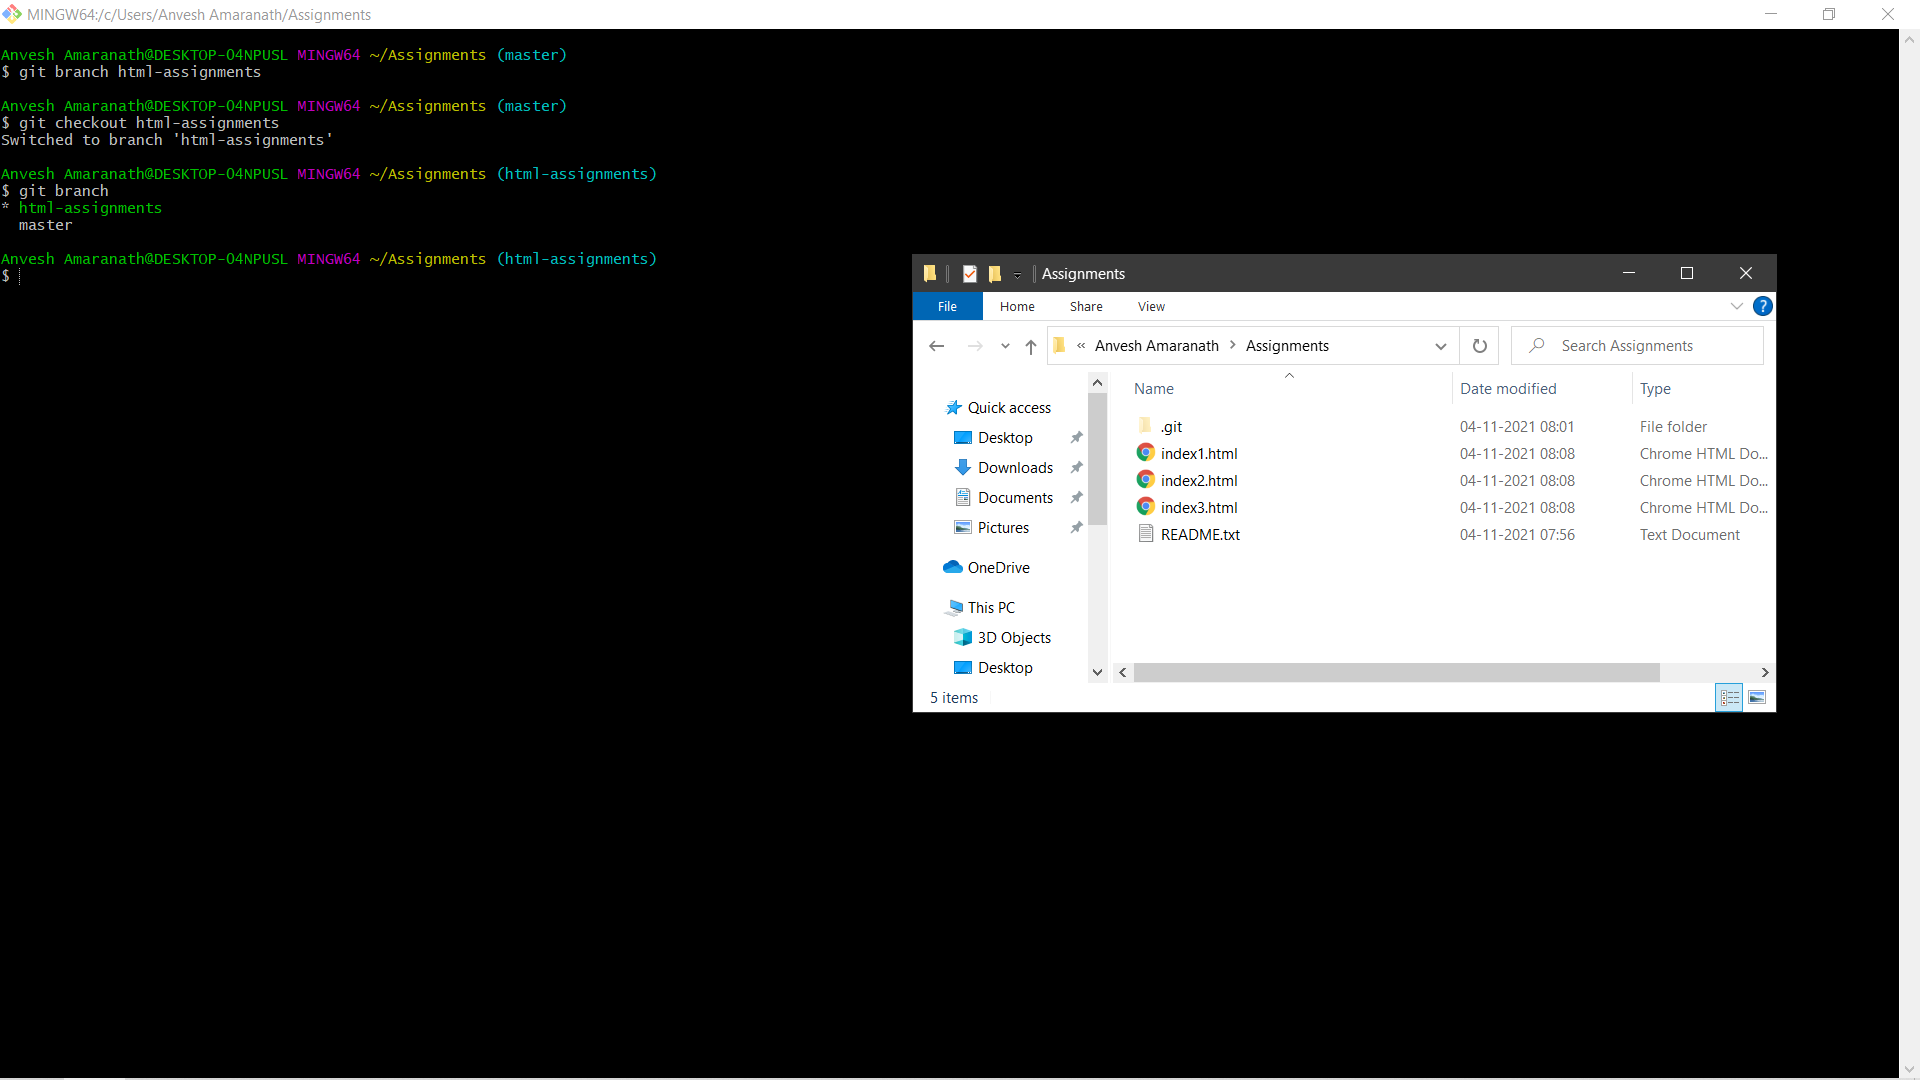 MINGW64:/c/Users/Anvesh Amaranath/Assignments
Anvesh Amaranath@DESKTOP-O4NPUSL MINGW64 ~/Assignments (master)
$ git branch html-assignments
Anvesh Amaranath@DESKTOP-O4NPUSL MINGW64 ~/Assignments (master)
$ git checkout html-assignments
Switched to branch 'html-assignments'
Anvesh Amaranath@DESKTOP-O4NPUSL MINGW64 ~/Assignments (html-assignments)
$ git branch
* html-assignments
master
Anvesh Amaranath@DESKTOP-O4NPUSL MINGW64 ~/Assignments (html-assignments)
$
Assignments
File Home Share View
« Anvesh Amaranath > Assignments
Search Assignments
Quick access
Desktop
Downloads
Documents
Pictures
OneDrive
This PC
3D Objects
Desktop
Name Date modified Type
.git 04-11-2021 08:01 File folder
index1.html 04-11-2021 08:08 Chrome HTML Do...
index2.html 04-11-2021 08:08 Chrome HTML Do...
index3.html 04-11-2021 08:08 Chrome HTML Do...
README.txt 04-11-2021 07:56 Text Document
5 items